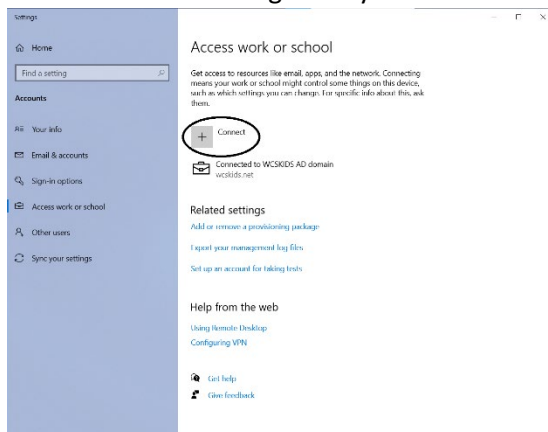 Settings
Home
Find a setting
Accounts
Your info
Email & accounts
Sign-in options
Access work or school
Other users
Sync your settings
Access work or school
Get access to resources like email, apps, and the network. Connecting
means your work or school might control some things on this device,
such as which settings you can change. For specific info about this, ask
them.
Connect
Connected to WCSKIDS AD domain
wcskids.net
Related settings
Add or remove a provisioning package
Export your management log files
Set up an account for taking tests
Help from the web
Using Remote Desktop
Configuring VPN
Get help
Give feedback